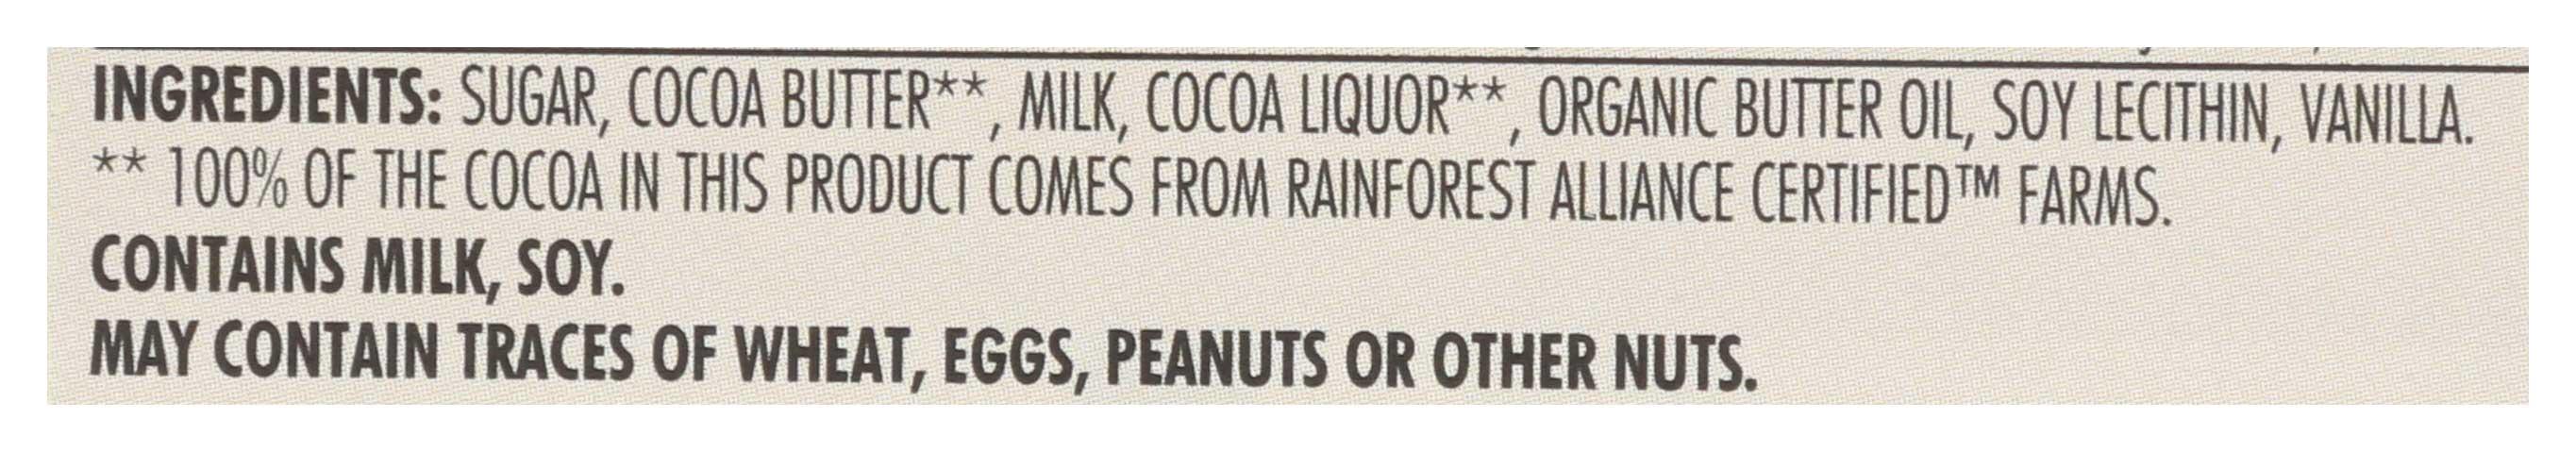 INGREDIENTS: SUGAR, COCOA BUTTER**, MILK, COCOA LIQUOR**, ORGANIC BUTTER OIL, SOY LECITHIN, VANILLA.
** 100% OF THE COCOA IN THIS PRODUCT COMES FROM RAINFOREST ALLIANCE CERTIFIED™ FARMS.
CONTAINS MILK, SOY.
MAY CONTAIN TRACES OF WHEAT, EGGS, PEANUTS OR OTHER NUTS.